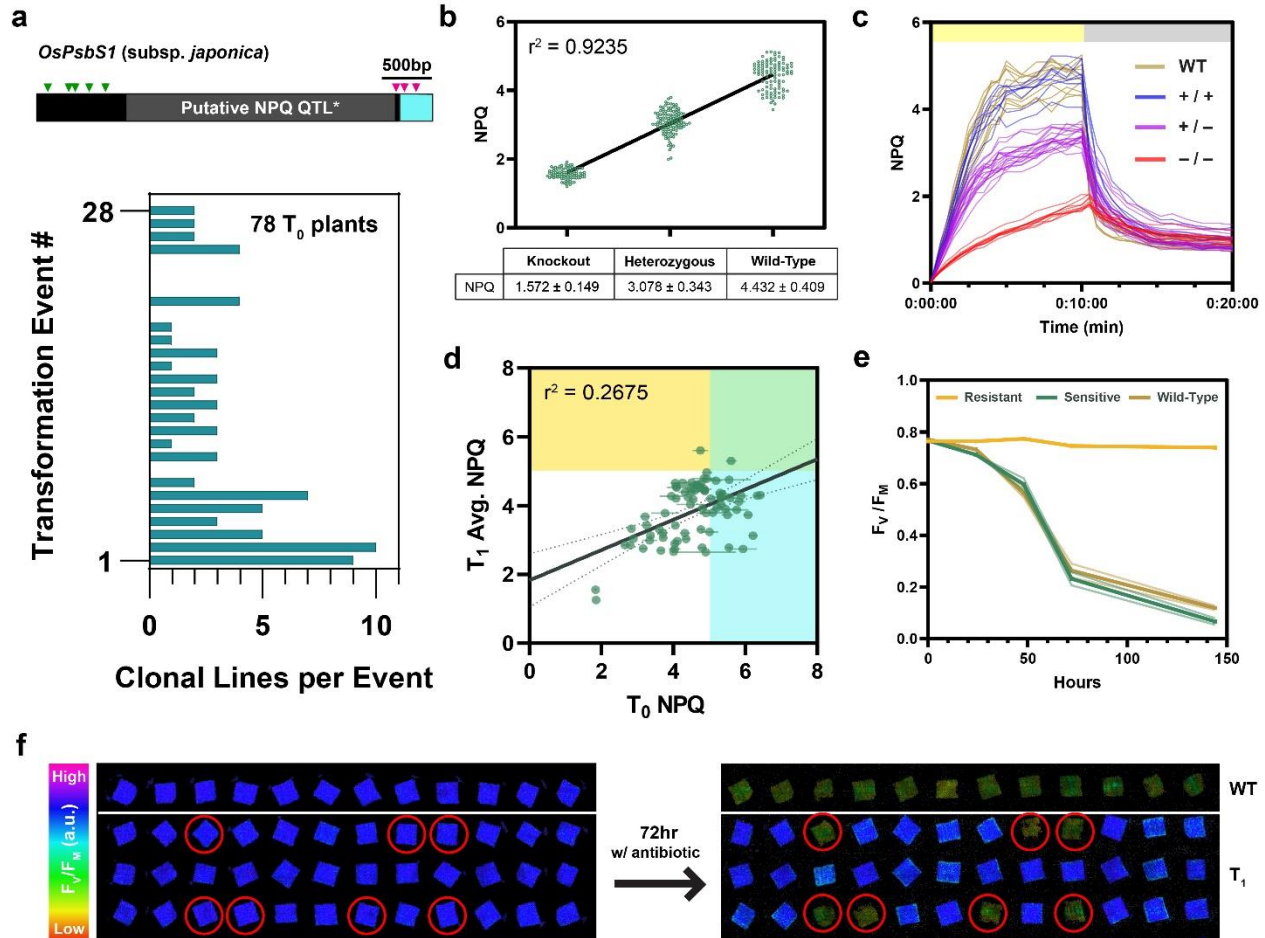 a
OsPsbS1 (subsp. japonica)
500bp
Putative NPQ QTL*
78 T0 plants
28
1
Transformation Event #
0 5 10
Clonal Lines per Event
b
r² = 0.9235
NPQ
6
4
2
0
Knockout Heterozygous Wild-Type
NPQ 1.572 ± 0.149 3.078 ± 0.343 4.432 ± 0.409
c
NPQ
6
4
2
0
WT
+ / +
+ / –
– / –
0:00:00 0:10:00 0:20:00
Time (min)
d
r² = 0.2675
T1 Avg. NPQ
8
6
4
2
0
0 2 4 6 8
T0 NPQ
e
Resistant Sensitive Wild-Type
FV/FM
1.0
0.8
0.6
0.4
0.2
0.0
0 50 100 150
Hours
f
High
FV/FM (a.u.)
Low
72hr
w/ antibiotic
WT
T1